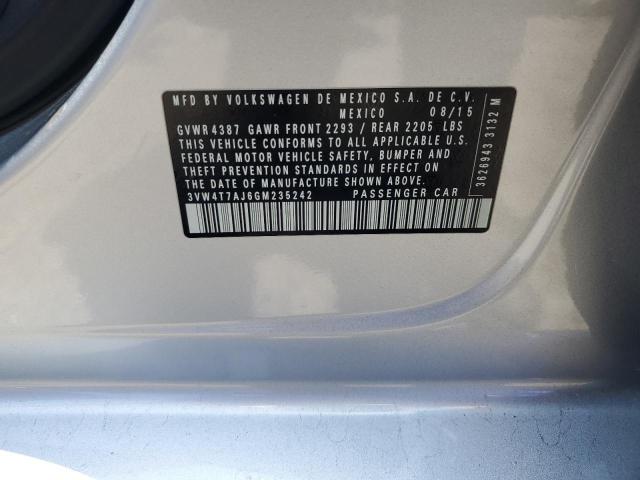 MFD BY VOLKSWAGEN DE MEXICO S.A. DE C.V.
MEXICO 08/15
GVWR 4387 GAWR FRONT 2293 / REAR 2205 LBS
THIS VEHICLE CONFORMS TO ALL APPLICABLE U.S.
FEDERAL MOTOR VEHICLE SAFETY, BUMPER AND
THEFT PREVENTION STANDARDS IN EFFECT ON
THE DATE OF MANUFACTURE SHOWN ABOVE.
3VW4T7AJ6GM235242 PASSENGER CAR
3626943 3132 M